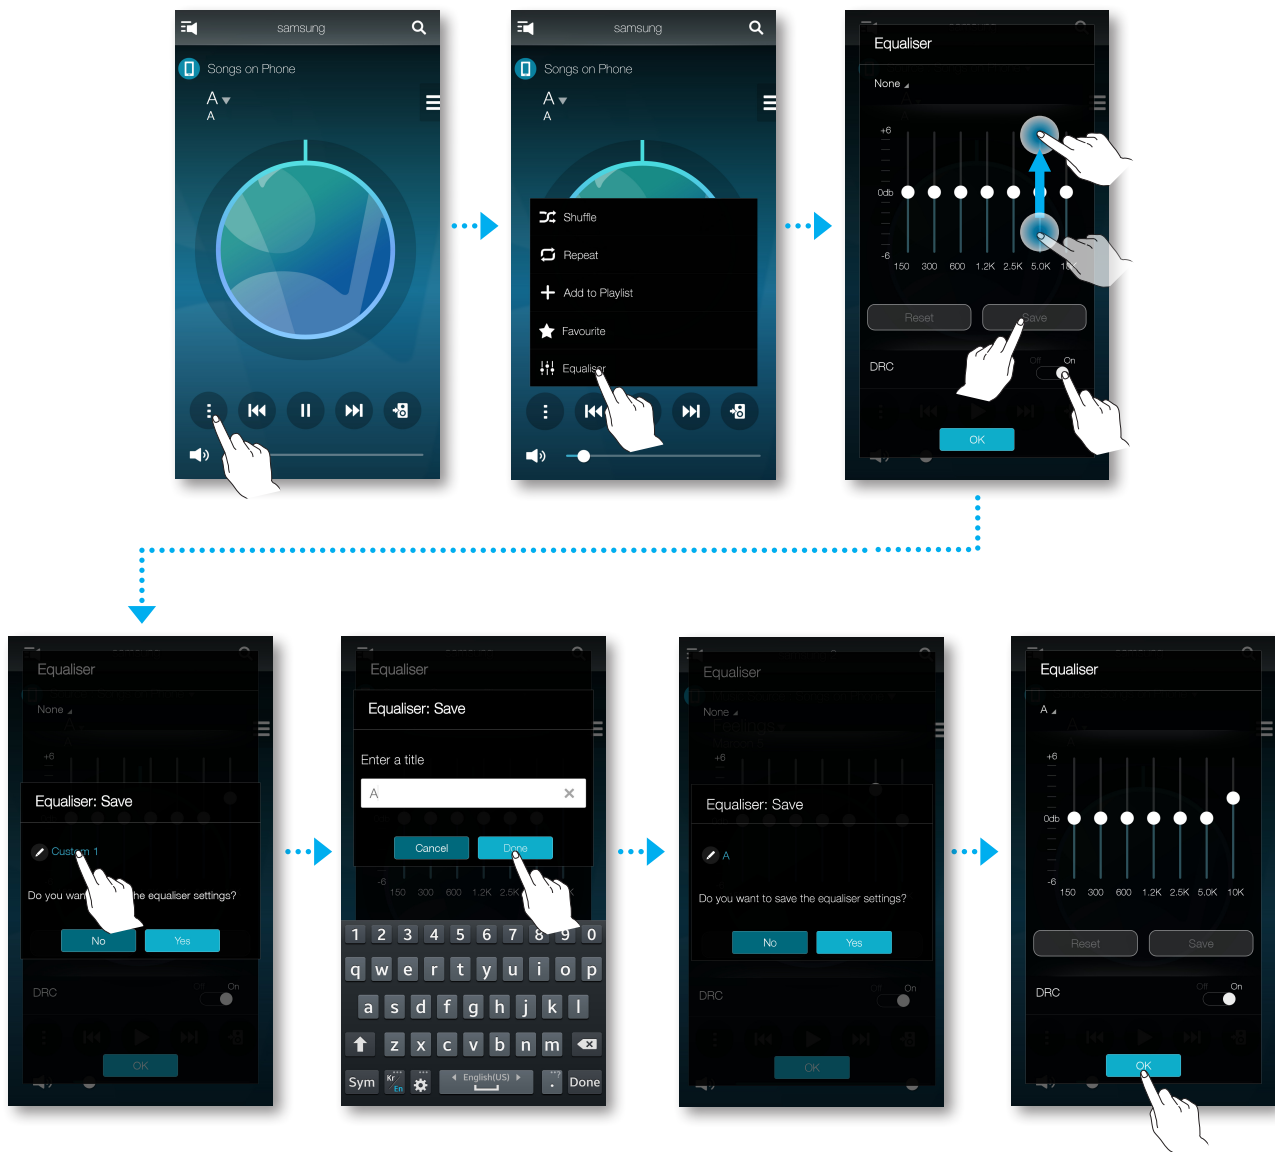 samsung
Songs on Phone
A
A
samsung
Songs on Phone
A
A
Shuffle
Repeat
Add to Playlist
Favourite
Equaliser
Equaliser
None
+6
0db
-6
150 300 600 1.2K 2.5K 5.0K
Reset Save
Off On
DRC
OK
Equaliser
None
+6
Equaliser: Save
Custom 1
Do you want the equaliser settings?
No Yes
DRC Off On
OK
Equaliser
Equaliser: Save
Enter a title
A
Cancel Done
-6
150 300 600 1.2K 2.5K
1 2 3 4 5 6 7 8 9 0
q w e r t y u i o p
a s d f g h j k l
z x c v b n m
Sym Kr En English(US) . Done
Equaliser
None
+6
Equaliser: Save
A
Do you want to save the equaliser settings?
No Yes
DRC Off On
OK
Equaliser
A
+6
0db
-6
150 300 600 1.2K 2.5K 5.0K 10K
Reset Save
Off On
DRC
OK